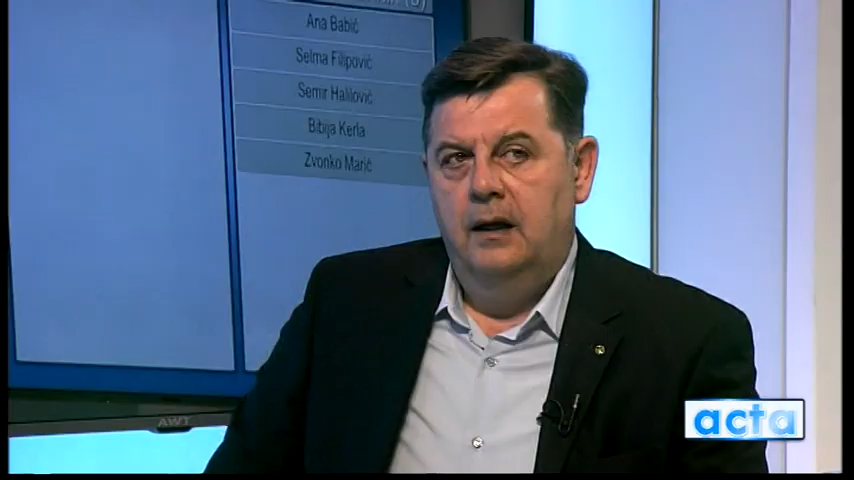 Ana Babić
Selma Filipović
Semir Halilović
Bibija Kerla
Zvonko Marić
AWT
acta